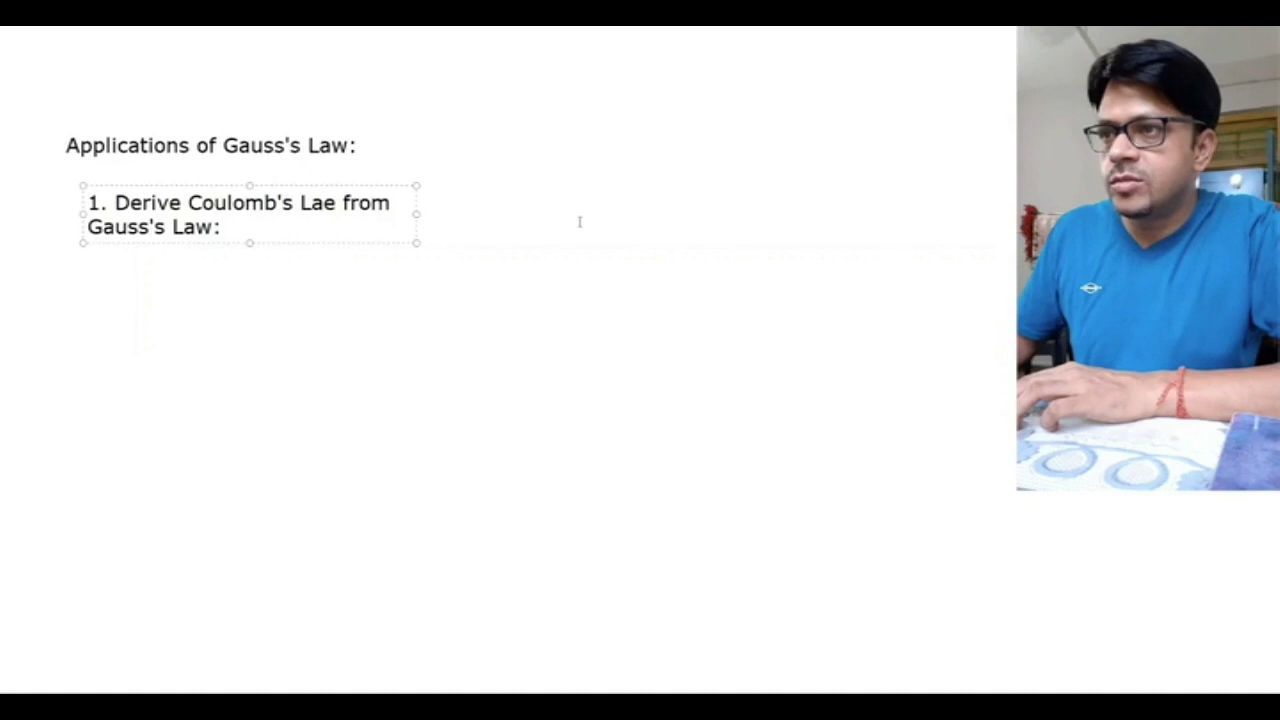 Applications of Gauss's Law:
1. Derive Coulomb's Lae from
Gauss's Law: